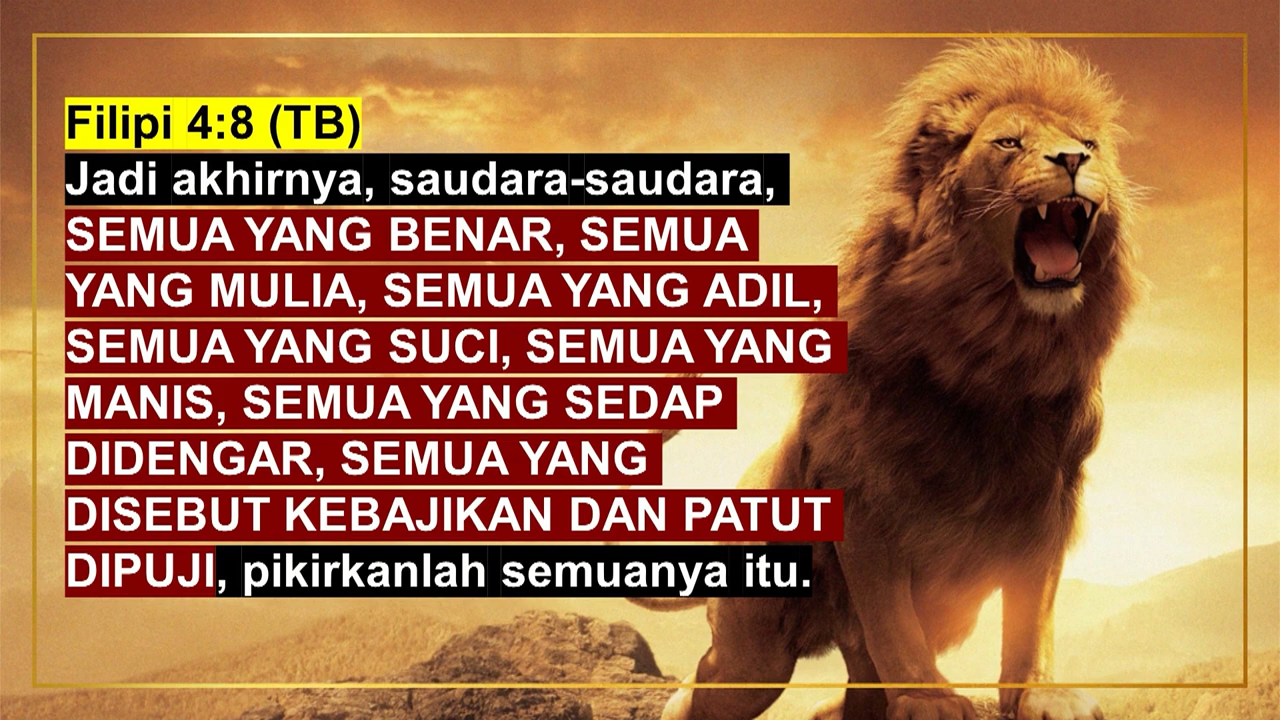 Filipi 4:8 (TB)
Jadi akhirnya, saudara-saudara,
SEMUA YANG BENAR, SEMUA
YANG MULIA, SEMUA YANG ADIL,
SEMUA YANG SUCI, SEMUA YANG
MANIS, SEMUA YANG SEDAP
DIDENGAR, SEMUA YANG
DISEBUT KEBAJIKAN DAN PATUT
DIPUJI, pikirkanlah semuanya itu.